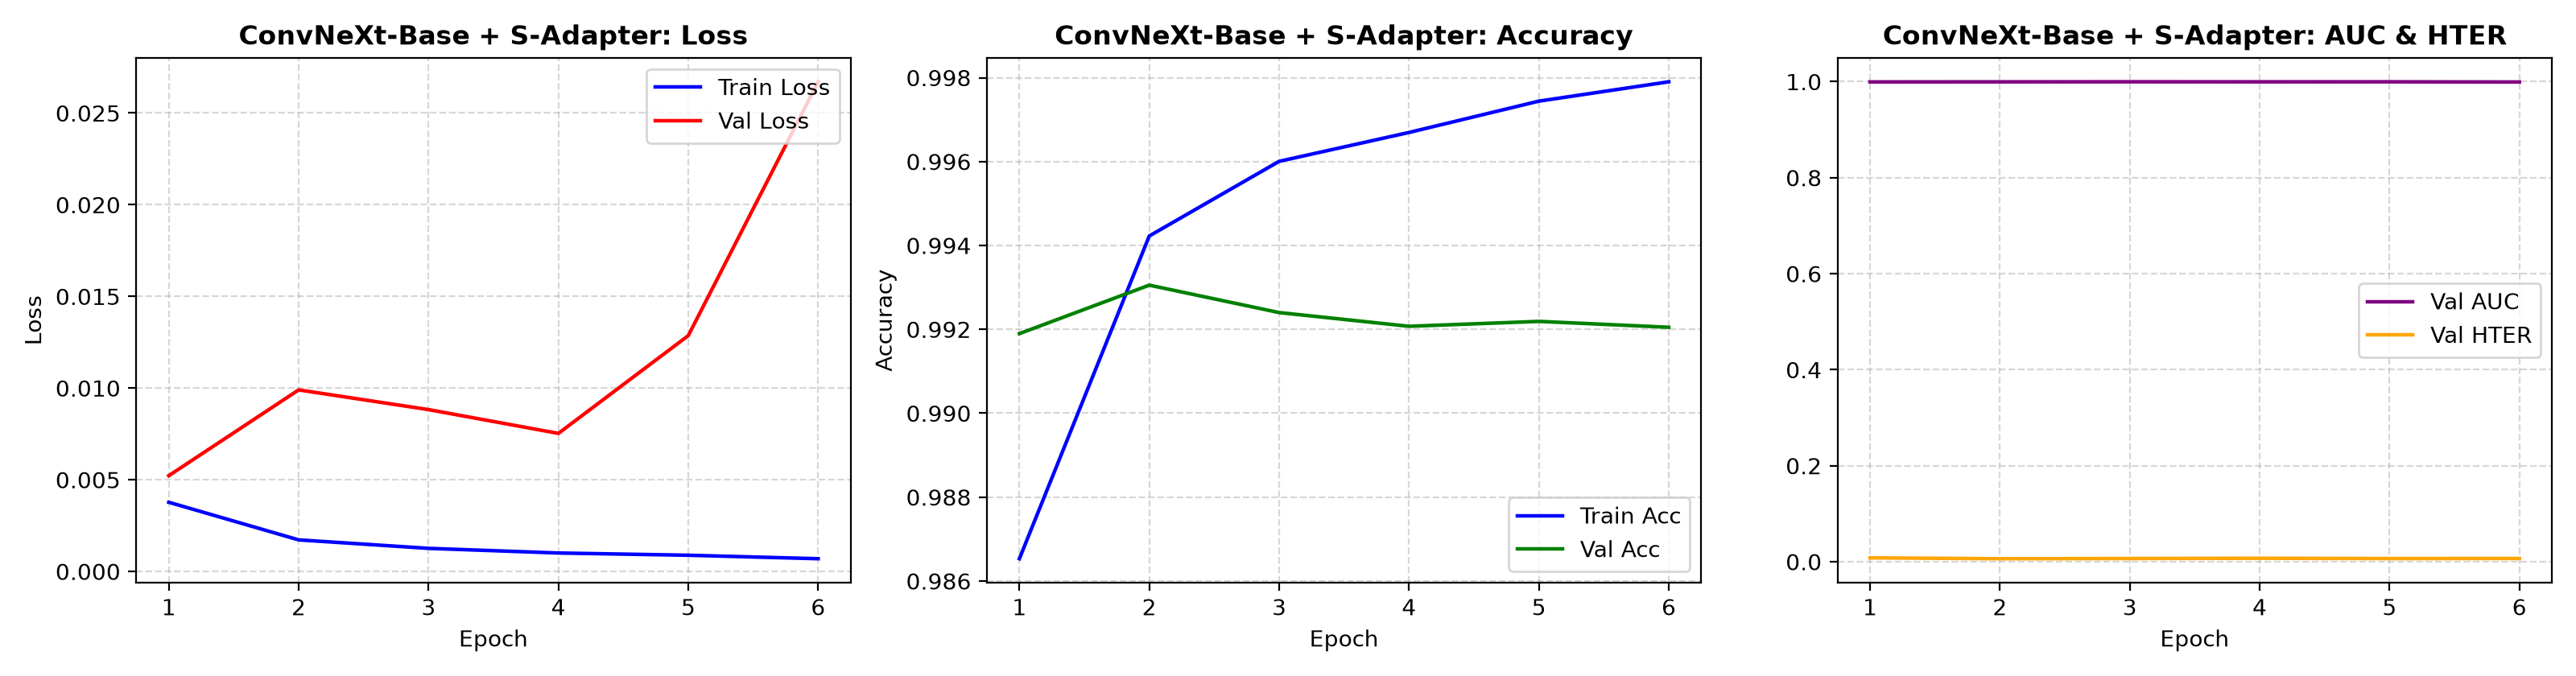 ConvNeXt-Base + S-Adapter: Loss
Loss
0.025
0.020
0.015
0.010
0.005
0.000
Train Loss
Val Loss
1 2 3 4 5 6
Epoch
ConvNeXt-Base + S-Adapter: Accuracy
Accuracy
0.998
0.996
0.994
0.992
0.990
0.988
0.986
Train Acc
Val Acc
1 2 3 4 5 6
Epoch
ConvNeXt-Base + S-Adapter: AUC & HTER
1.0
0.8
0.6
0.4
0.2
0.0
Val AUC
Val HTER
1 2 3 4 5 6
Epoch